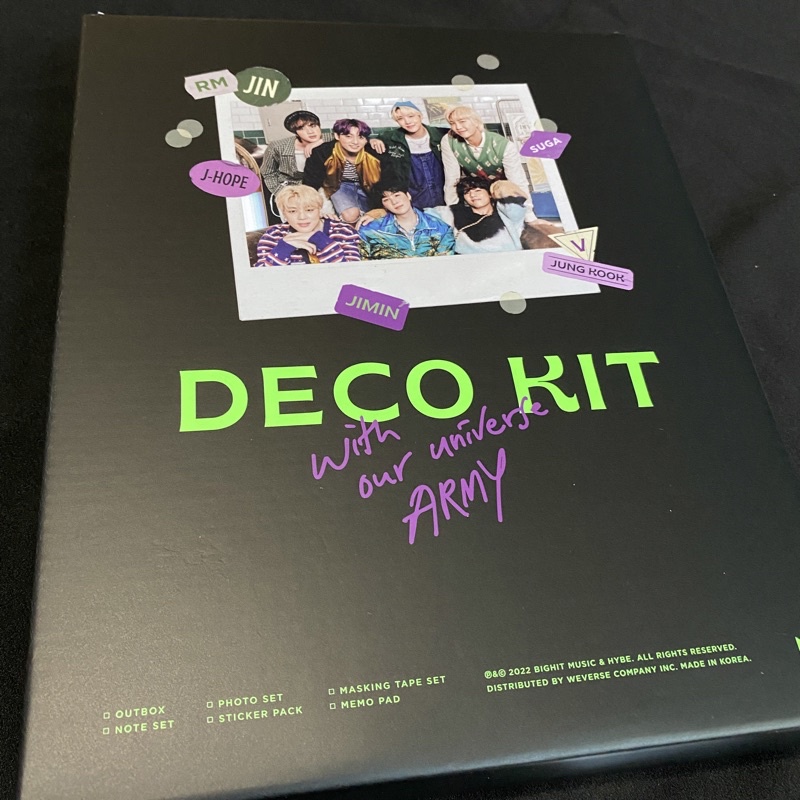 RM
JIN
SUGA
J-HOPE
V
JUNG KOOK
JIMIN
DECO KIT
With
our universe
ARMY
OUTBOX
NOTE SET
PHOTO SET
STICKER PACK
MASKING TAPE SET
MEMO PAD
℗&© 2022 BIGHIT MUSIC & HYBE. ALL RIGHTS RESERVED.
DISTRIBUTED BY WEVERSE COMPANY INC. MADE IN KOREA.